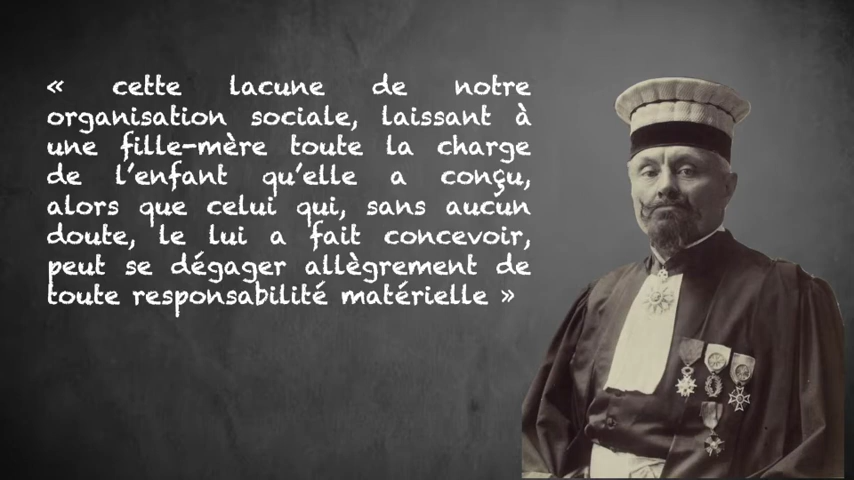 « cette lacune de notre
organisation sociale, laissant à
une fille-mère toute la charge
de l’enfant qu’elle a conçu,
alors que celui qui, sans aucun
doute, le lui a fait concevoir,
peut se dégager allègrement de
toute responsabilité matérielle »